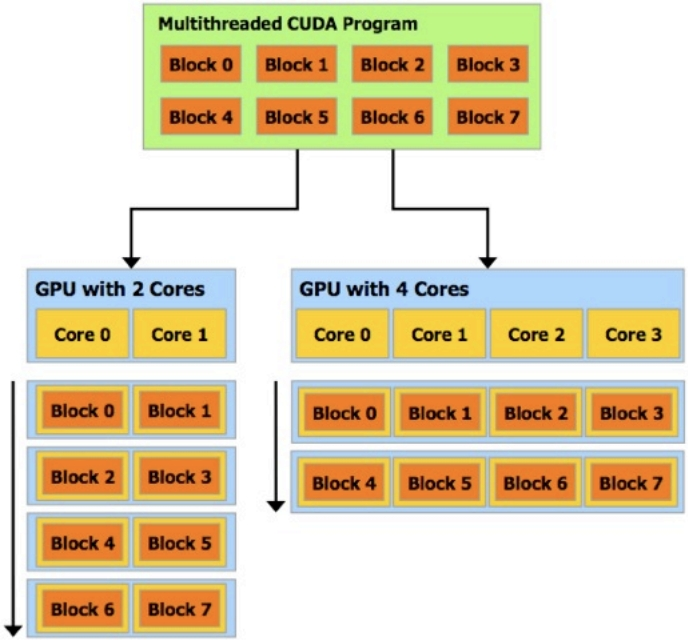 Multithreaded CUDA Program
Block 0 Block 1 Block 2 Block 3
Block 4 Block 5 Block 6 Block 7
GPU with 2 Cores
Core 0 Core 1
Block 0 Block 1
Block 2 Block 3
Block 4 Block 5
Block 6 Block 7
GPU with 4 Cores
Core 0 Core 1 Core 2 Core 3
Block 0 Block 1 Block 2 Block 3
Block 4 Block 5 Block 6 Block 7